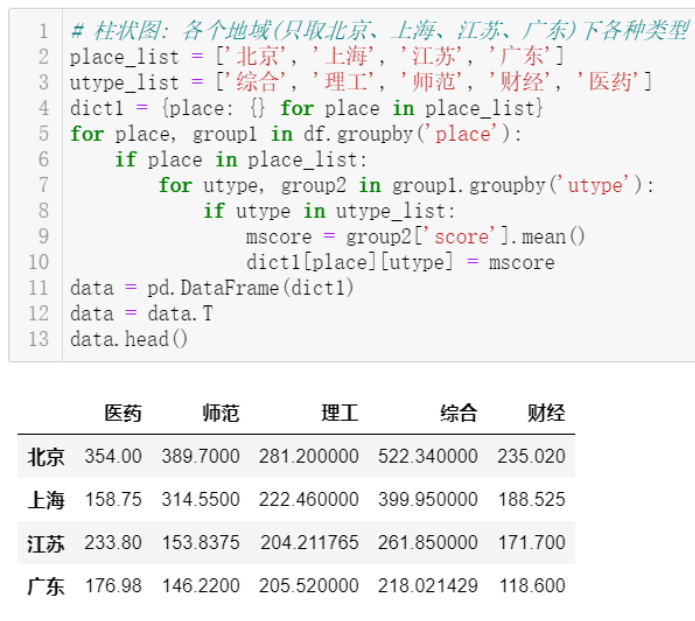 1 # 柱状图: 各个地域(只取北京、上海、江苏、广东)下各种类型
2 place_list = ['北京', '上海', '江苏', '广东']
3 utype_list = ['综合', '理工', '师范', '财经', '医药']
4 dict1 = {place: {} for place in place_list}
5 for place, group1 in df.groupby('place'):
6     if place in place_list:
7         for utype, group2 in group1.groupby('utype'):
8             if utype in utype_list:
9                 mscore = group2['score'].mean()
10                 dict1[place][utype] = mscore
11 data = pd.DataFrame(dict1)
12 data = data.T
13 data.head()
医药 师范 理工 综合 财经
北京 354.00 389.7000 281.200000 522.340000 235.020
上海 158.75 314.5500 222.460000 399.950000 188.525
江苏 233.80 153.8375 204.211765 261.850000 171.700
广东 176.98 146.2200 205.520000 218.021429 118.600